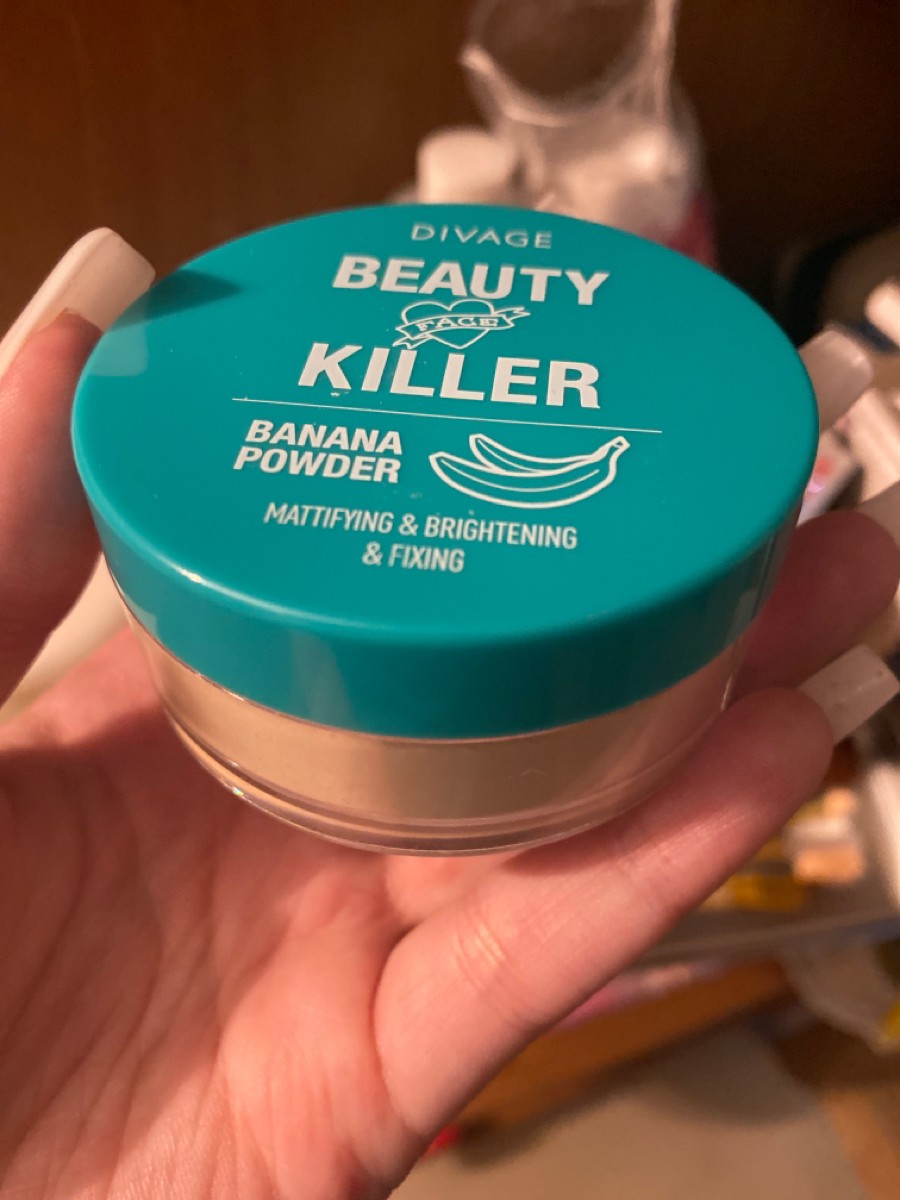 DIVAGE
BEAUTY
FACE
KILLER
BANANA
POWDER
MATTIFYING & BRIGHTENING
& FIXING